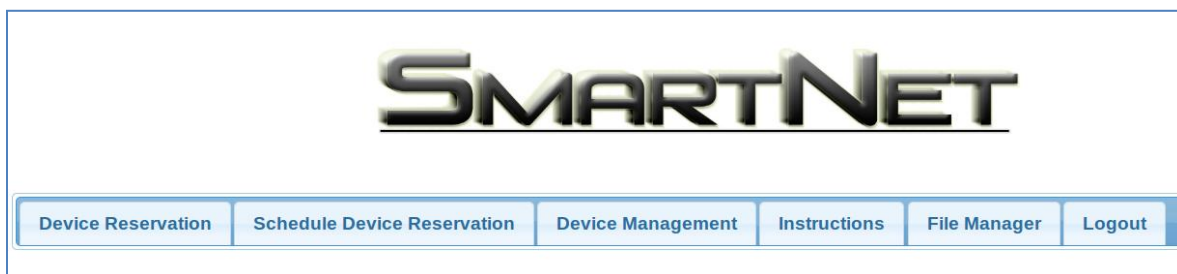 SMARTNET
Device Reservation Schedule Device Reservation Device Management Instructions File Manager Logout